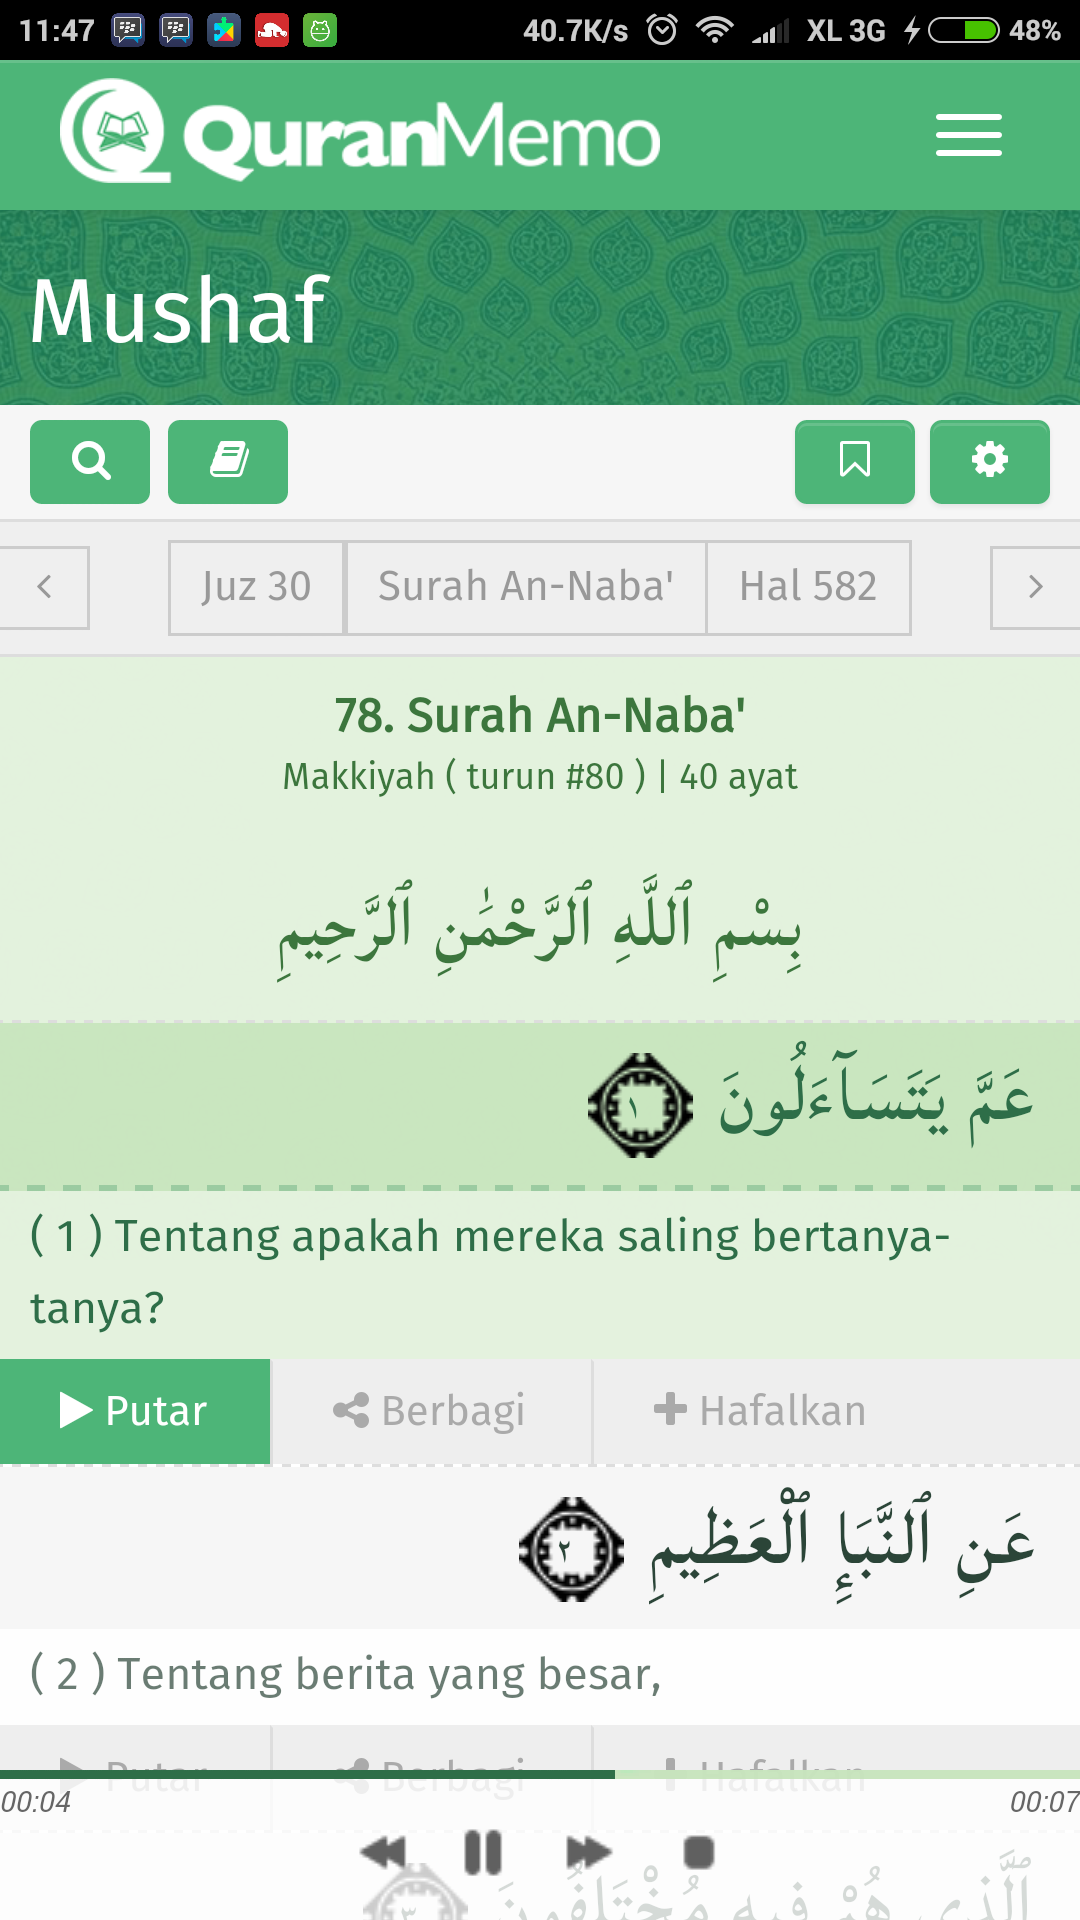 11:47 40.7K/s XL 3G 48%
QuranMemo
Mushaf
Juz 30 Surah An-Naba' Hal 582
78. Surah An-Naba'
Makkiyah ( turun #80 ) | 40 ayat
بِسْمِ ٱللَّهِ ٱلرَّحْمَٰنِ ٱلرَّحِيمِ
عَمَّ يَتَسَآءَلُونَ ١
( 1 ) Tentang apakah mereka saling bertanya-
tanya?
Putar Berbagi Hafalkan
عَنِ ٱلنَّبَإِ ٱلْعَظِيمِ ٢
( 2 ) Tentang berita yang besar,
Putar Berbagi Hafalkan
00:04 00:07
ٱلَّذِى هُمْ فِيهِ مُخْتَلِفُونَ ٣